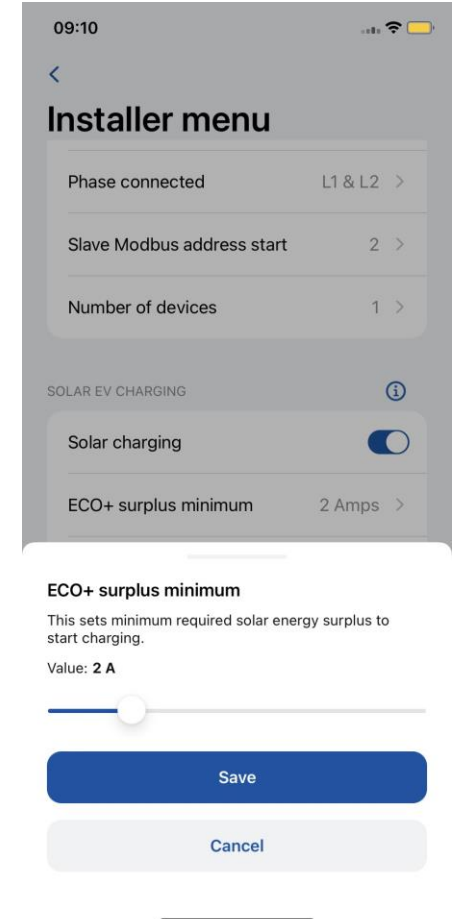 09:10
Installer menu
Phase connected L1 & L2
Slave Modbus address start 2
Number of devices 1
SOLAR EV CHARGING
Solar charging
ECO+ surplus minimum 2 Amps
ECO+ surplus minimum
This sets minimum required solar energy surplus to
start charging.
Value: 2 A
Save
Cancel